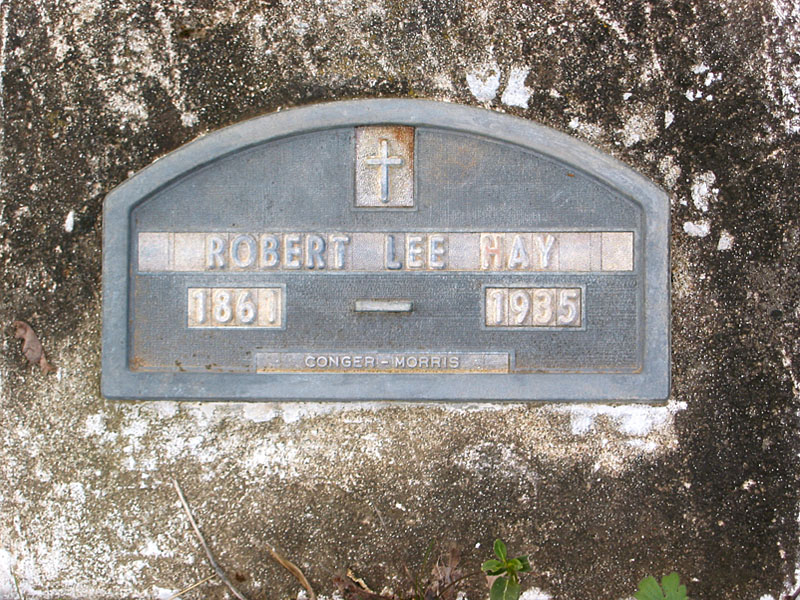 ROBERT LEE HAY
1861 — 1935
CONGER-MORRIS